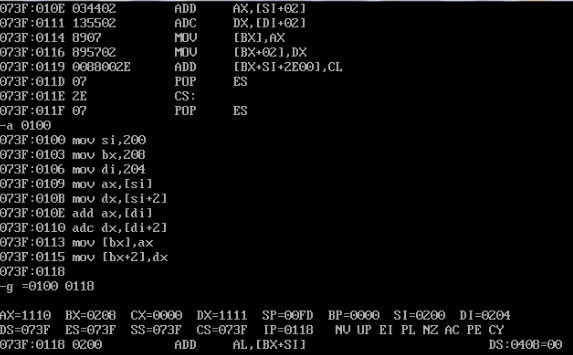 073F:010E 034402        ADD     AX,[SI+02]
073F:0111 135502        ADC     DX,[DI+02]
073F:0114 8907          MOV     [BX],AX
073F:0116 895702        MOV     [BX+02],DX
073F:0119 0088002E      ADD     [BX+SI+2E00],CL
073F:011D 07            POP     ES
073F:011E 2E            CS:
073F:011F 07            POP     ES
-a 0100
073F:0100 mov si,200
073F:0103 mov bx,208
073F:0106 mov di,204
073F:0109 mov ax,[si]
073F:010B mov dx,[si+2]
073F:010E add ax,[di]
073F:0110 adc dx,[di+2]
073F:0113 mov [bx],ax
073F:0115 mov [bx+2],dx
073F:0118
-g =0100 0118
AX=1110  BX=0208  CX=0000  DX=1111  SP=00FD  BP=0000  SI=0200  DI=0204
DS=073F  ES=073F  SS=073F  CS=073F  IP=0118   NV UP EI PL NZ AC PE CY
073F:0118 0200          ADD     AL,[BX+SI]                         DS:0408=00